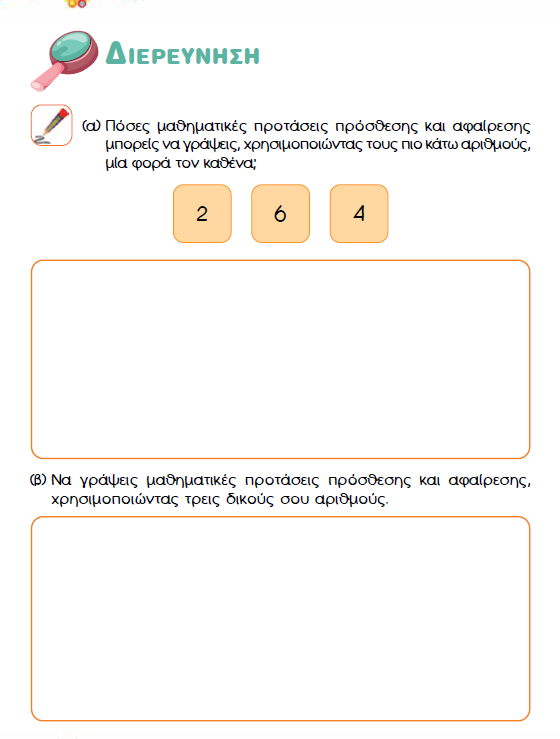 ΔΙΕΡΕΥΝΗΣΗ
(α) Πόσες μαθηματικές προτάσεις πρόσθεσης και αφαίρεσης
μπορείς να γράψεις, χρησιμοποιώντας τους πιο κάτω αριθμούς,
μία φορά τον καθένα;
2 6 4
(β) Να γράψεις μαθηματικές προτάσεις πρόσθεσης και αφαίρεσης,
χρησιμοποιώντας τρεις δικούς σου αριθμούς.